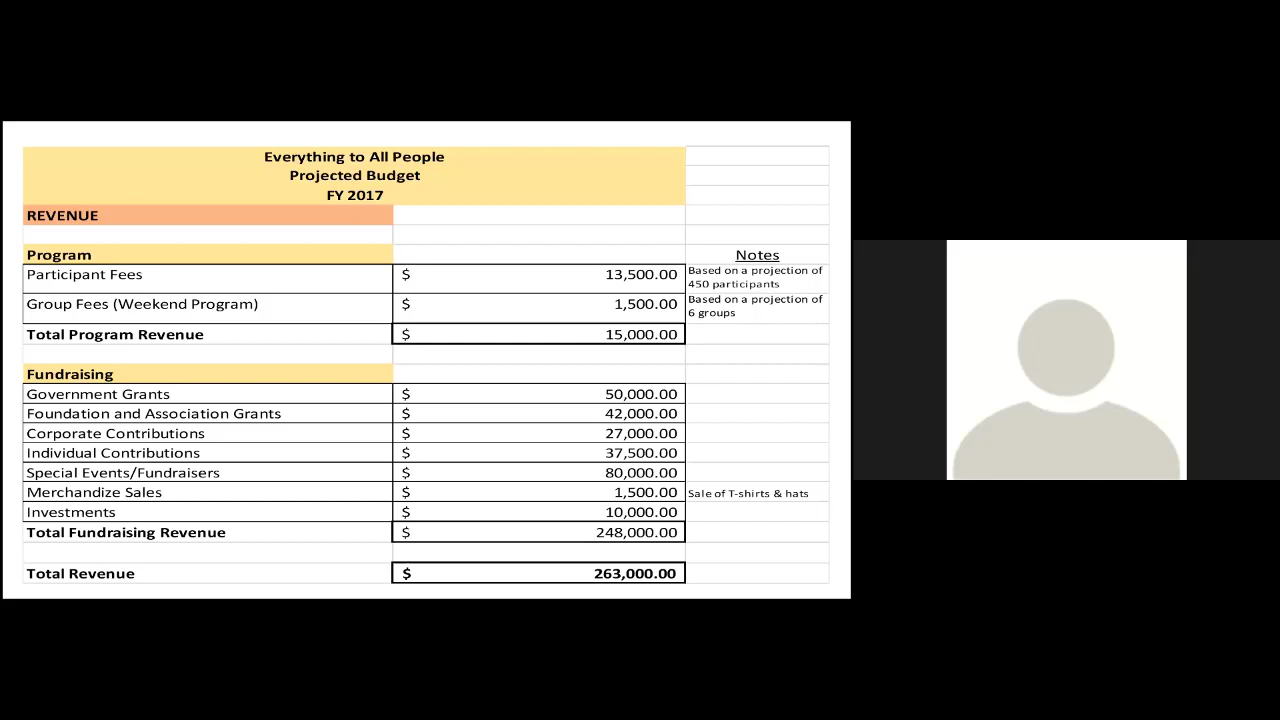 Everything to All People
Projected Budget
FY 2017
REVENUE
Program Notes
Participant Fees $ 13,500.00 Based on a projection of
450 participants
Group Fees (Weekend Program) $ 1,500.00 Based on a projection of
6 groups
Total Program Revenue $ 15,000.00
Fundraising
Government Grants $ 50,000.00
Foundation and Association Grants $ 42,000.00
Corporate Contributions $ 27,000.00
Individual Contributions $ 37,500.00
Special Events/Fundraisers $ 80,000.00
Merchandize Sales $ 1,500.00 Sale of T-shirts & hats
Investments $ 10,000.00
Total Fundraising Revenue $ 248,000.00
Total Revenue $ 263,000.00